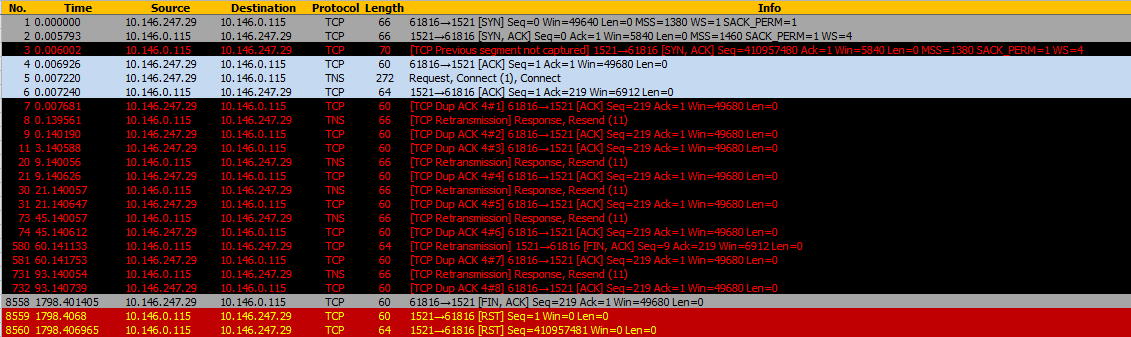 No. Time Source Destination Protocol Length Info
1 0.000000 10.146.247.29 10.146.0.115 TCP 66 61816→1521 [SYN] Seq=0 Win=49640 Len=0 MSS=1380 WS=1 SACK_PERM=1
2 0.005793 10.146.0.115 10.146.247.29 TCP 66 1521→61816 [SYN, ACK] Seq=0 Ack=1 Win=5840 Len=0 MSS=1460 SACK_PERM=1 WS=4
3 0.006002 10.146.0.115 10.146.247.29 TCP 70 [TCP Previous segment not captured] 1521→61816 [SYN, ACK] Seq=410957480 Ack=1 Win=5840 Len=0 MSS=1380 SACK_PERM=1 WS=4
4 0.006926 10.146.247.29 10.146.0.115 TCP 60 61816→1521 [ACK] Seq=1 Ack=1 Win=49680 Len=0
5 0.007220 10.146.247.29 10.146.0.115 TNS 272 Request, Connect (1), Connect
6 0.007240 10.146.0.115 10.146.247.29 TCP 64 1521→61816 [ACK] Seq=1 Ack=219 Win=6912 Len=0
7 0.007681 10.146.247.29 10.146.0.115 TCP 60 [TCP Dup ACK 4#1] 61816→1521 [ACK] Seq=219 Ack=1 Win=49680 Len=0
8 0.139561 10.146.0.115 10.146.247.29 TNS 66 [TCP Retransmission] Response, Resend (11)
9 0.140190 10.146.247.29 10.146.0.115 TCP 60 [TCP Dup ACK 4#2] 61816→1521 [ACK] Seq=219 Ack=1 Win=49680 Len=0
11 3.140588 10.146.247.29 10.146.0.115 TCP 60 [TCP Dup ACK 4#3] 61816→1521 [ACK] Seq=219 Ack=1 Win=49680 Len=0
20 9.140056 10.146.0.115 10.146.247.29 TNS 66 [TCP Retransmission] Response, Resend (11)
21 9.140626 10.146.247.29 10.146.0.115 TCP 60 [TCP Dup ACK 4#4] 61816→1521 [ACK] Seq=219 Ack=1 Win=49680 Len=0
30 21.140057 10.146.0.115 10.146.247.29 TNS 66 [TCP Retransmission] Response, Resend (11)
31 21.140647 10.146.247.29 10.146.0.115 TCP 60 [TCP Dup ACK 4#5] 61816→1521 [ACK] Seq=219 Ack=1 Win=49680 Len=0
73 45.140057 10.146.0.115 10.146.247.29 TNS 66 [TCP Retransmission] Response, Resend (11)
74 45.140612 10.146.247.29 10.146.0.115 TCP 60 [TCP Dup ACK 4#6] 61816→1521 [ACK] Seq=219 Ack=1 Win=49680 Len=0
580 60.141133 10.146.0.115 10.146.247.29 TCP 64 [TCP Retransmission] 1521→61816 [FIN, ACK] Seq=9 Ack=219 Win=6912 Len=0
581 60.141753 10.146.247.29 10.146.0.115 TCP 60 [TCP Dup ACK 4#7] 61816→1521 [ACK] Seq=219 Ack=1 Win=49680 Len=0
731 93.140054 10.146.0.115 10.146.247.29 TNS 66 [TCP Retransmission] Response, Resend (11)
732 93.140739 10.146.247.29 10.146.0.115 TCP 60 [TCP Dup ACK 4#8] 61816→1521 [ACK] Seq=219 Ack=1 Win=49680 Len=0
8558 1798.401405 10.146.247.29 10.146.0.115 TCP 60 61816→1521 [FIN, ACK] Seq=219 Ack=1 Win=49680 Len=0
8559 1798.4068 10.146.0.115 10.146.247.29 TCP 60 1521→61816 [RST] Seq=1 Win=0 Len=0
8560 1798.406965 10.146.0.115 10.146.247.29 TCP 64 1521→61816 [RST] Seq=410957481 Win=0 Len=0